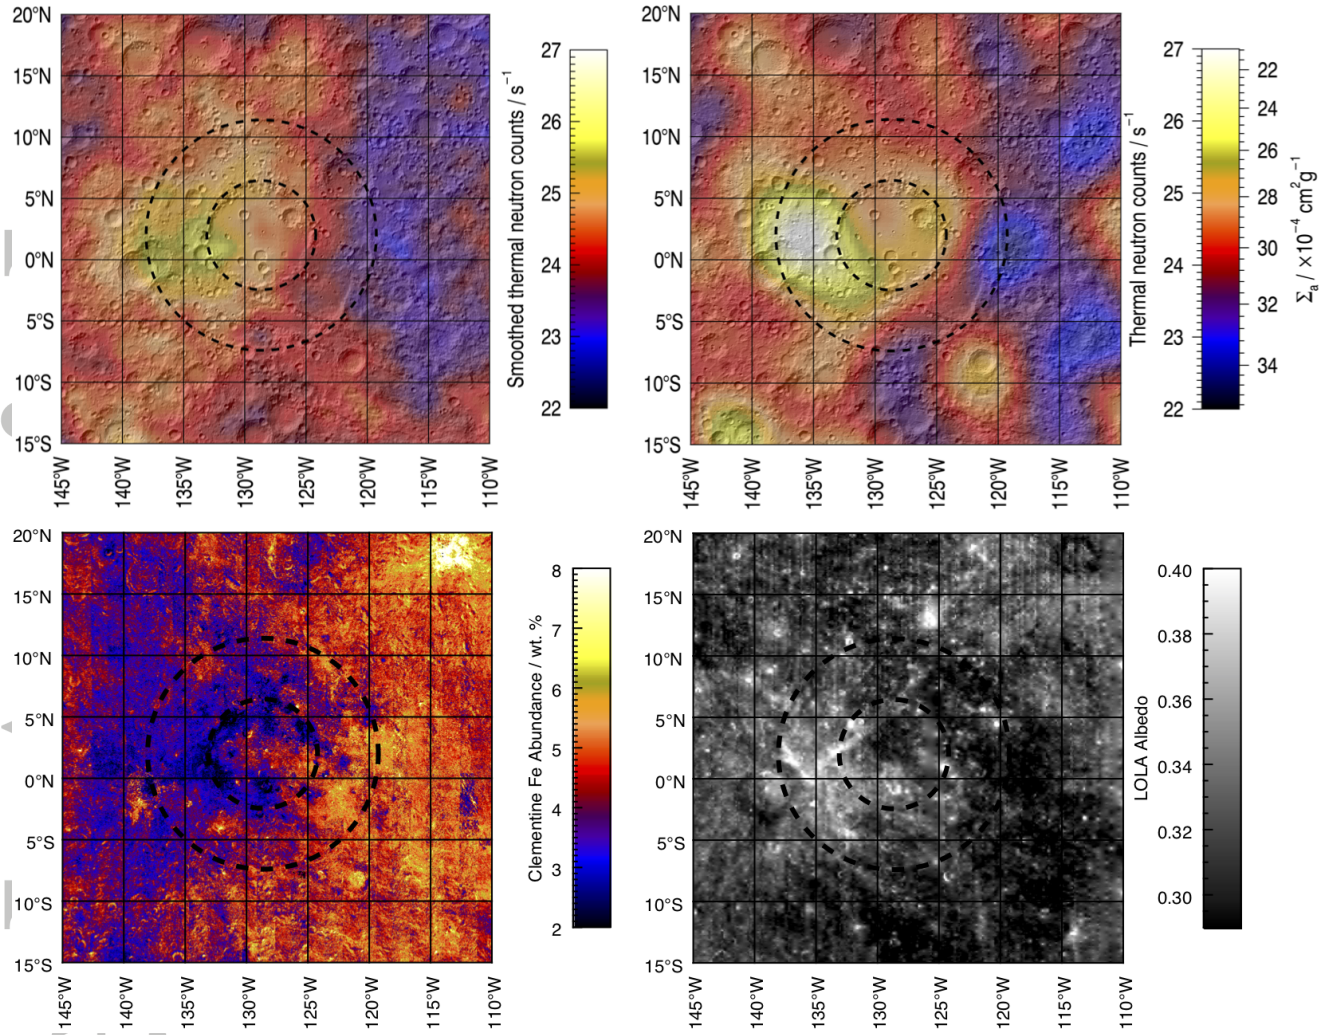 20°N
15°N
10°N
5°N
0°N
5°S
10°S
15°S
145°W
140°W
135°W
130°W
125°W
120°W
115°W
110°W
27
26
25
24
23
22
Smoothed thermal neutron counts / s⁻¹
20°N
15°N
10°N
5°N
0°N
5°S
10°S
15°S
145°W
140°W
135°W
130°W
125°W
120°W
115°W
110°W
Thermal neutron counts / s⁻¹
27
26
25
24
23
22
22
24
26
28
30
32
34
Σₐ / ×10⁻⁴ cm²g⁻¹
20°N
15°N
10°N
5°N
0°N
5°S
10°S
15°S
145°W
140°W
135°W
130°W
125°W
120°W
115°W
110°W
Clementine Fe Abundance / wt. %
8
7
6
5
4
3
2
20°N
15°N
10°N
5°N
0°N
5°S
10°S
15°S
145°W
140°W
135°W
130°W
125°W
120°W
115°W
110°W
LOLA Albedo
0.40
0.38
0.36
0.34
0.32
0.30